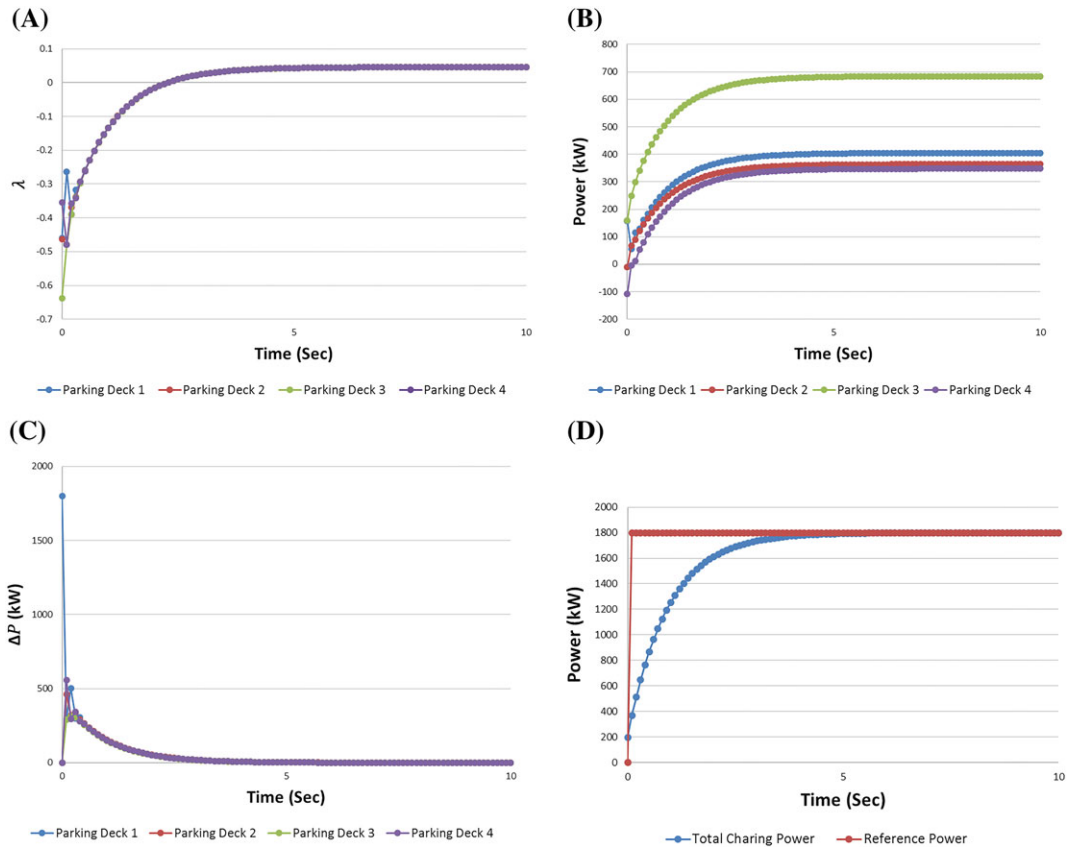 (A)
0.1
0
-0.1
-0.2
-0.3
-0.4
-0.5
-0.6
-0.7
λ
0 5 10
Time (Sec)
Parking Deck 1 Parking Deck 2 Parking Deck 3 Parking Deck 4
(B)
800
700
600
500
400
300
200
100
0
-100
-200
Power (kW)
0 5 10
Time (Sec)
Parking Deck 1 Parking Deck 2 Parking Deck 3 Parking Deck 4
(C)
2000
1500
1000
500
0
ΔP (kW)
0 5 10
Time (Sec)
Parking Deck 1 Parking Deck 2 Parking Deck 3 Parking Deck 4
(D)
2000
1800
1600
1400
1200
1000
800
600
400
200
0
Power (kW)
0 5 10
Time (Sec)
Total Charing Power Reference Power